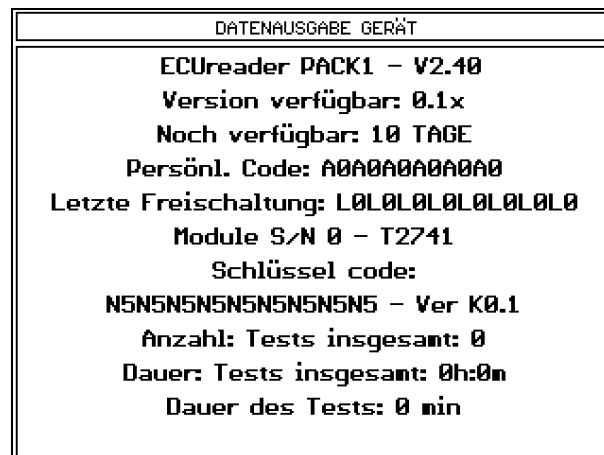 DATENAUSGABE GERÄT
ECUreader PACK1 - V2.40
Version verfügbar: 0.1x
Noch verfügbar: 10 TAGE
Persönl. Code: A0A0A0A0A0A0
Letzte Freischaltung: L0L0L0L0L0L0L0L0
Module S/N 0 - T2741
Schlüssel code:
N5N5N5N5N5N5N5N5N5N5 - Ver K0.1
Anzahl: Tests insgesamt: 0
Dauer: Tests insgesamt: 0h:0m
Dauer des Tests: 0 min